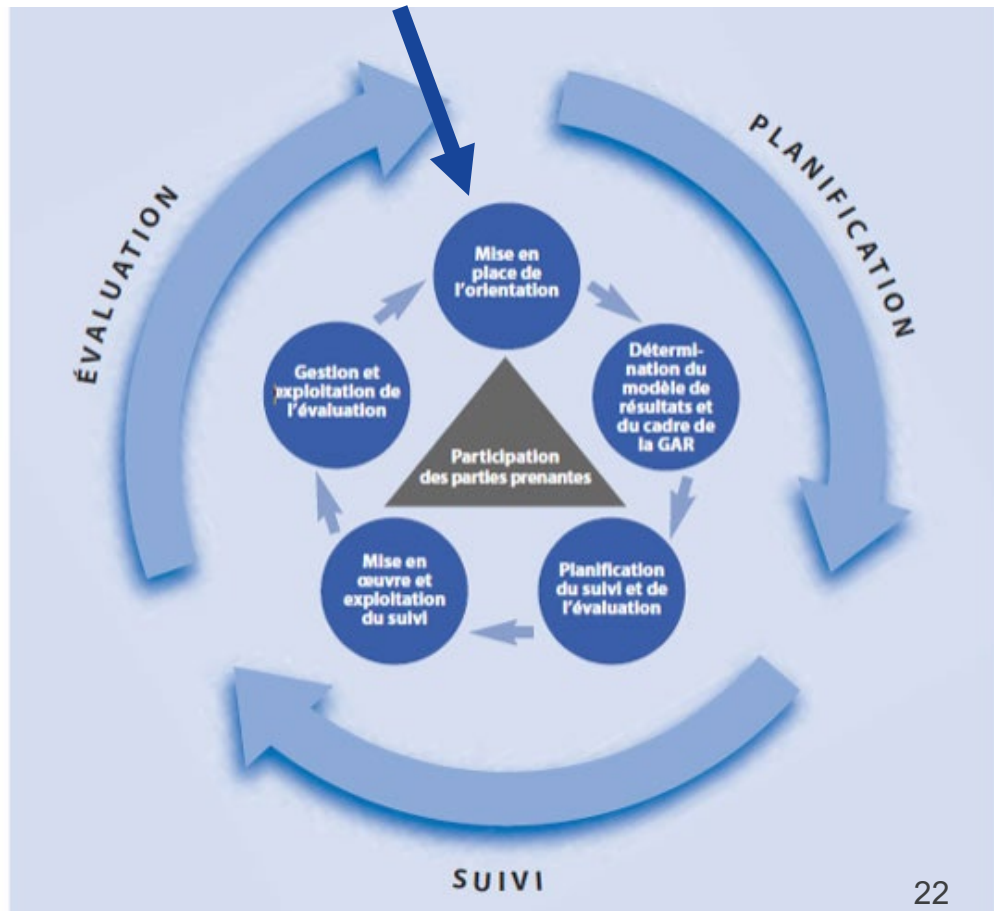 PLANIFICATION
ÉVALUATION
Mise en
place de
l'orientation
Détermi-
nation du
modèle de
résultats et
du cadre de
la GAR
Gestion et
exploitation de
l'évaluation
Participation
des parties prenantes
Mise en
œuvre et
exploitation
du suivi
Planification
du suivi et de
l'évaluation
SUIVI
22